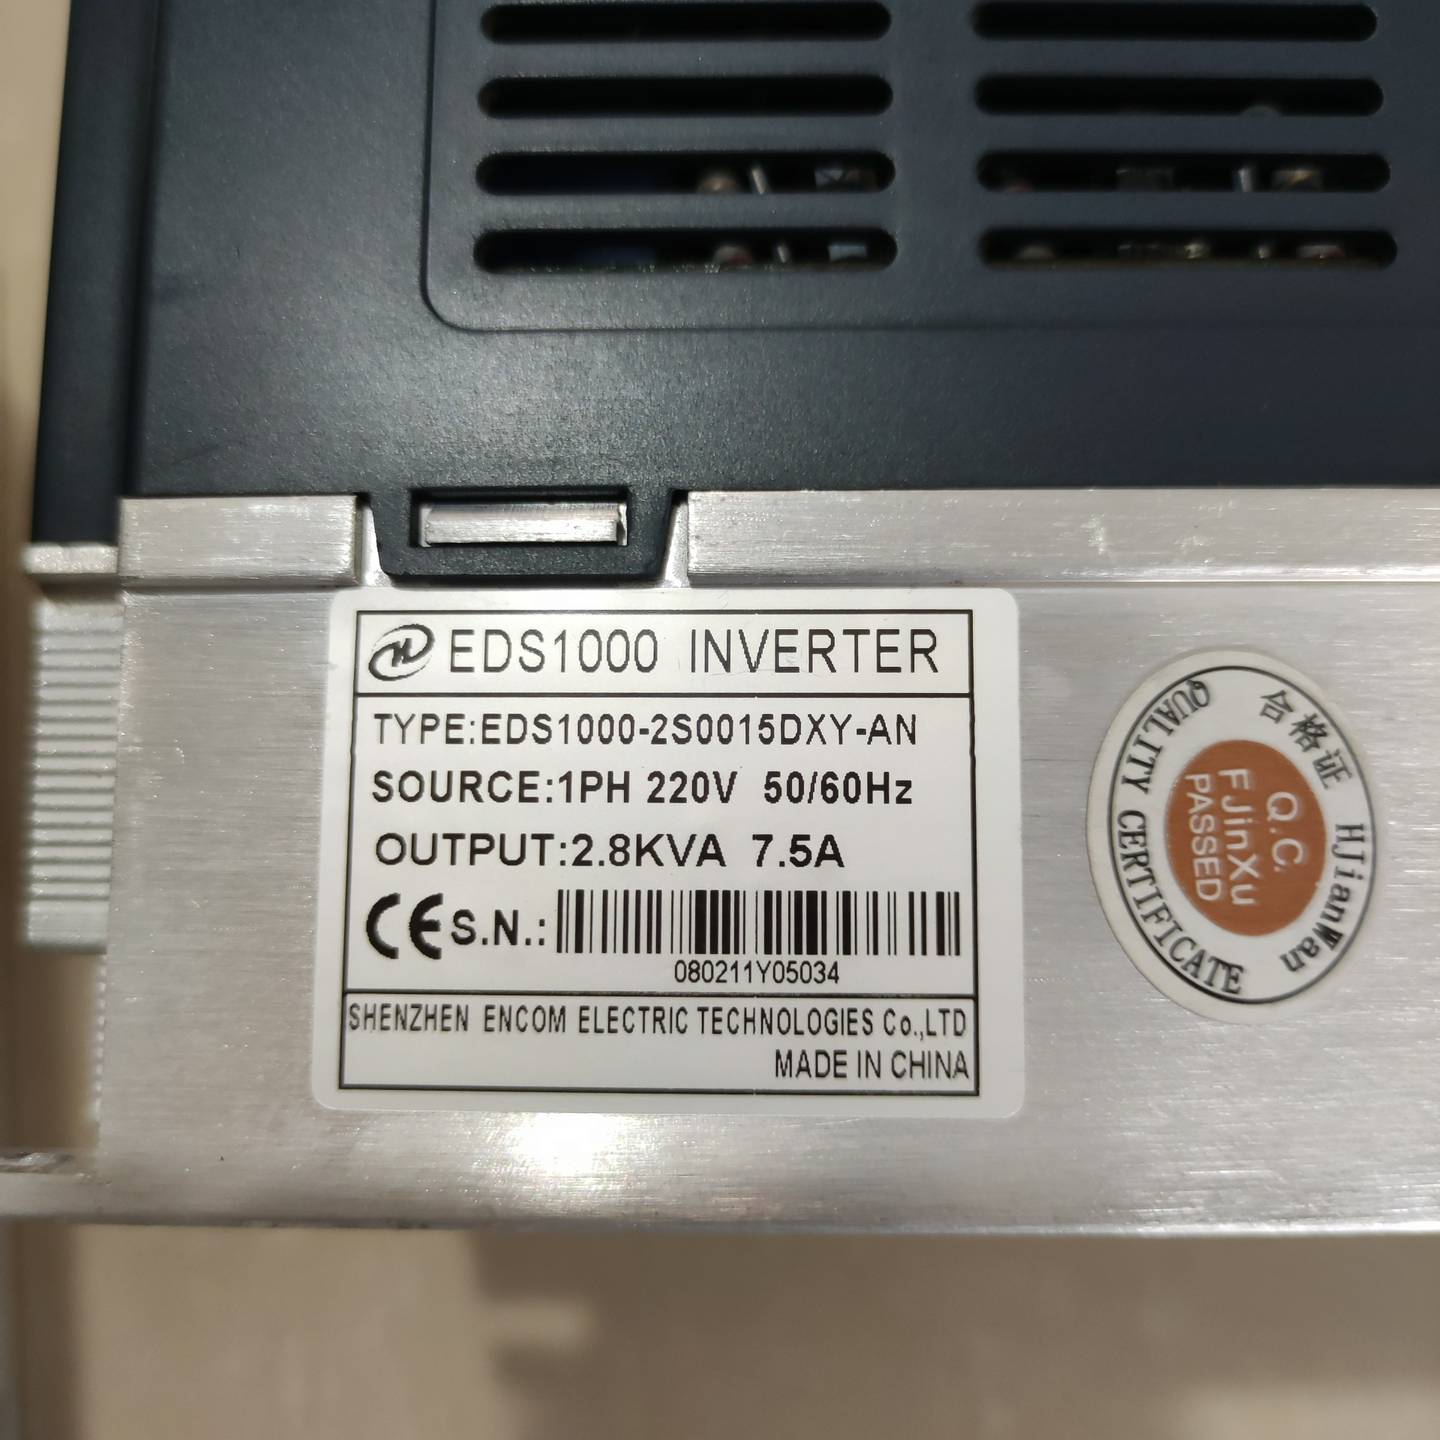 EDS1000 INVERTER
TYPE:EDS1000-2S0015DXY-AN
SOURCE:1PH 220V 50/60Hz
OUTPUT:2.8KVA 7.5A
CE S.N.:
080211Y05034
SHENZHEN ENCOM ELECTRIC TECHNOLOGIES Co.,LTD
MADE IN CHINA
合格证 HJianWan
Q.C.
FJinXu
PASSED
QUALITY CERTIFICATE